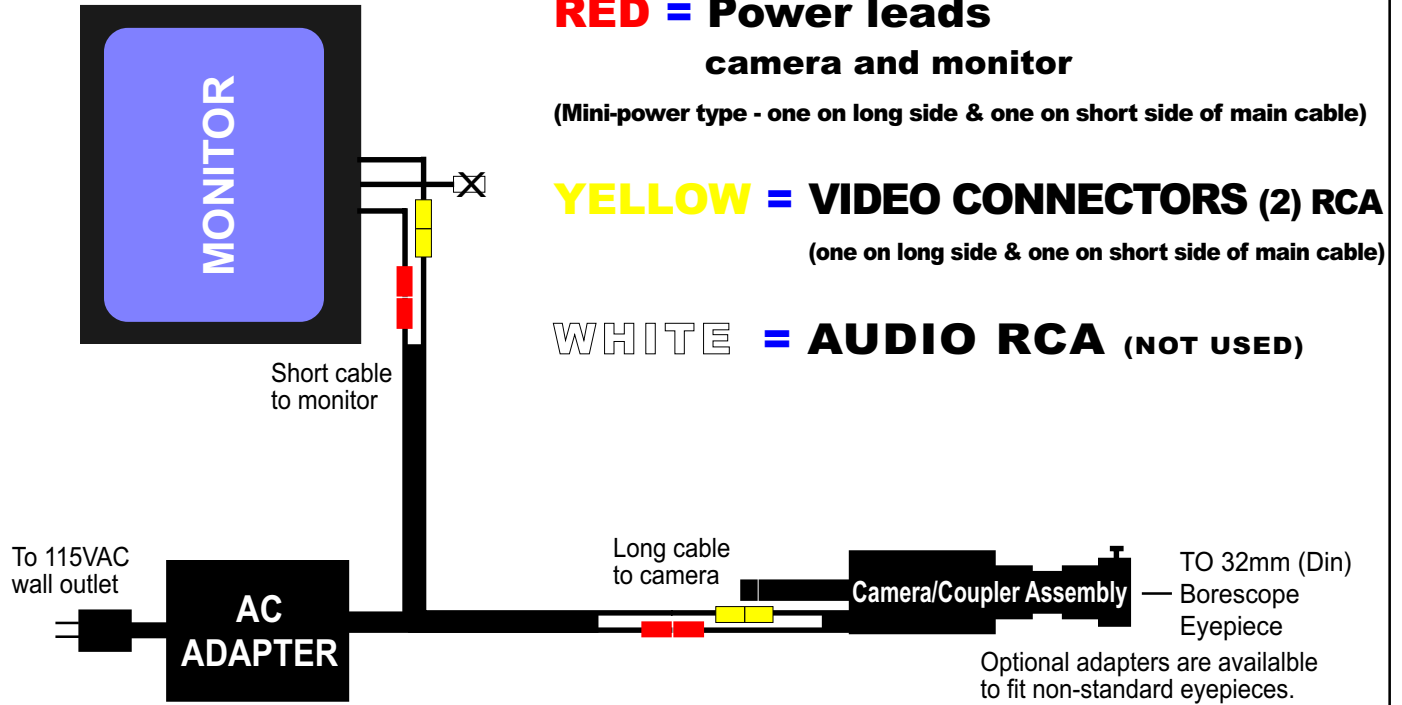 RED = Power leads
camera and monitor
(Mini-power type - one on long side & one on short side of main cable)
MONITOR
YELLOW = VIDEO CONNECTORS (2) RCA
(one on long side & one on short side of main cable)
WHITE = AUDIO RCA (NOT USED)
Short cable
to monitor
To 115VAC
wall outlet
AC
ADAPTER
Long cable
to camera
Camera/Coupler Assembly
TO 32mm (Din)
Borescope
Eyepiece
Optional adapters are availalble
to fit non-standard eyepieces.